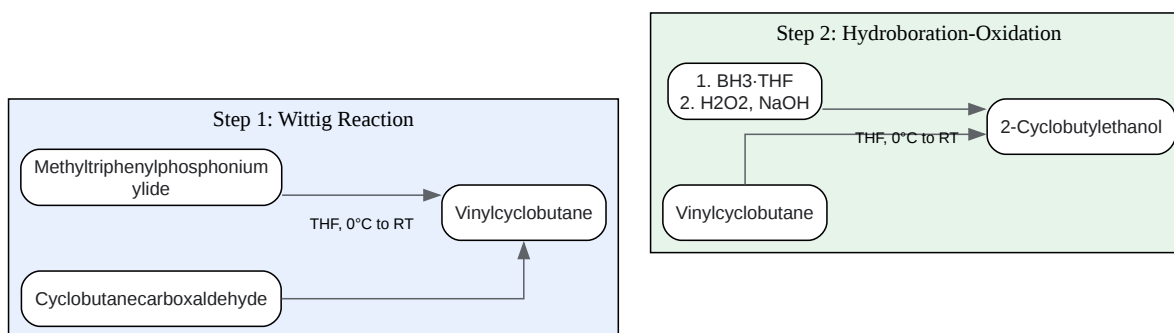 Step 1: Wittig Reaction
Methyltriphenylphosphonium
ylide
Vinylcyclobutane
THF, 0°C to RT
Cyclobutanecarboxaldehyde
Step 2: Hydroboration-Oxidation
1. BH3·THF
2. H2O2, NaOH
2-Cyclobutylethanol
THF, 0°C to RT
Vinylcyclobutane